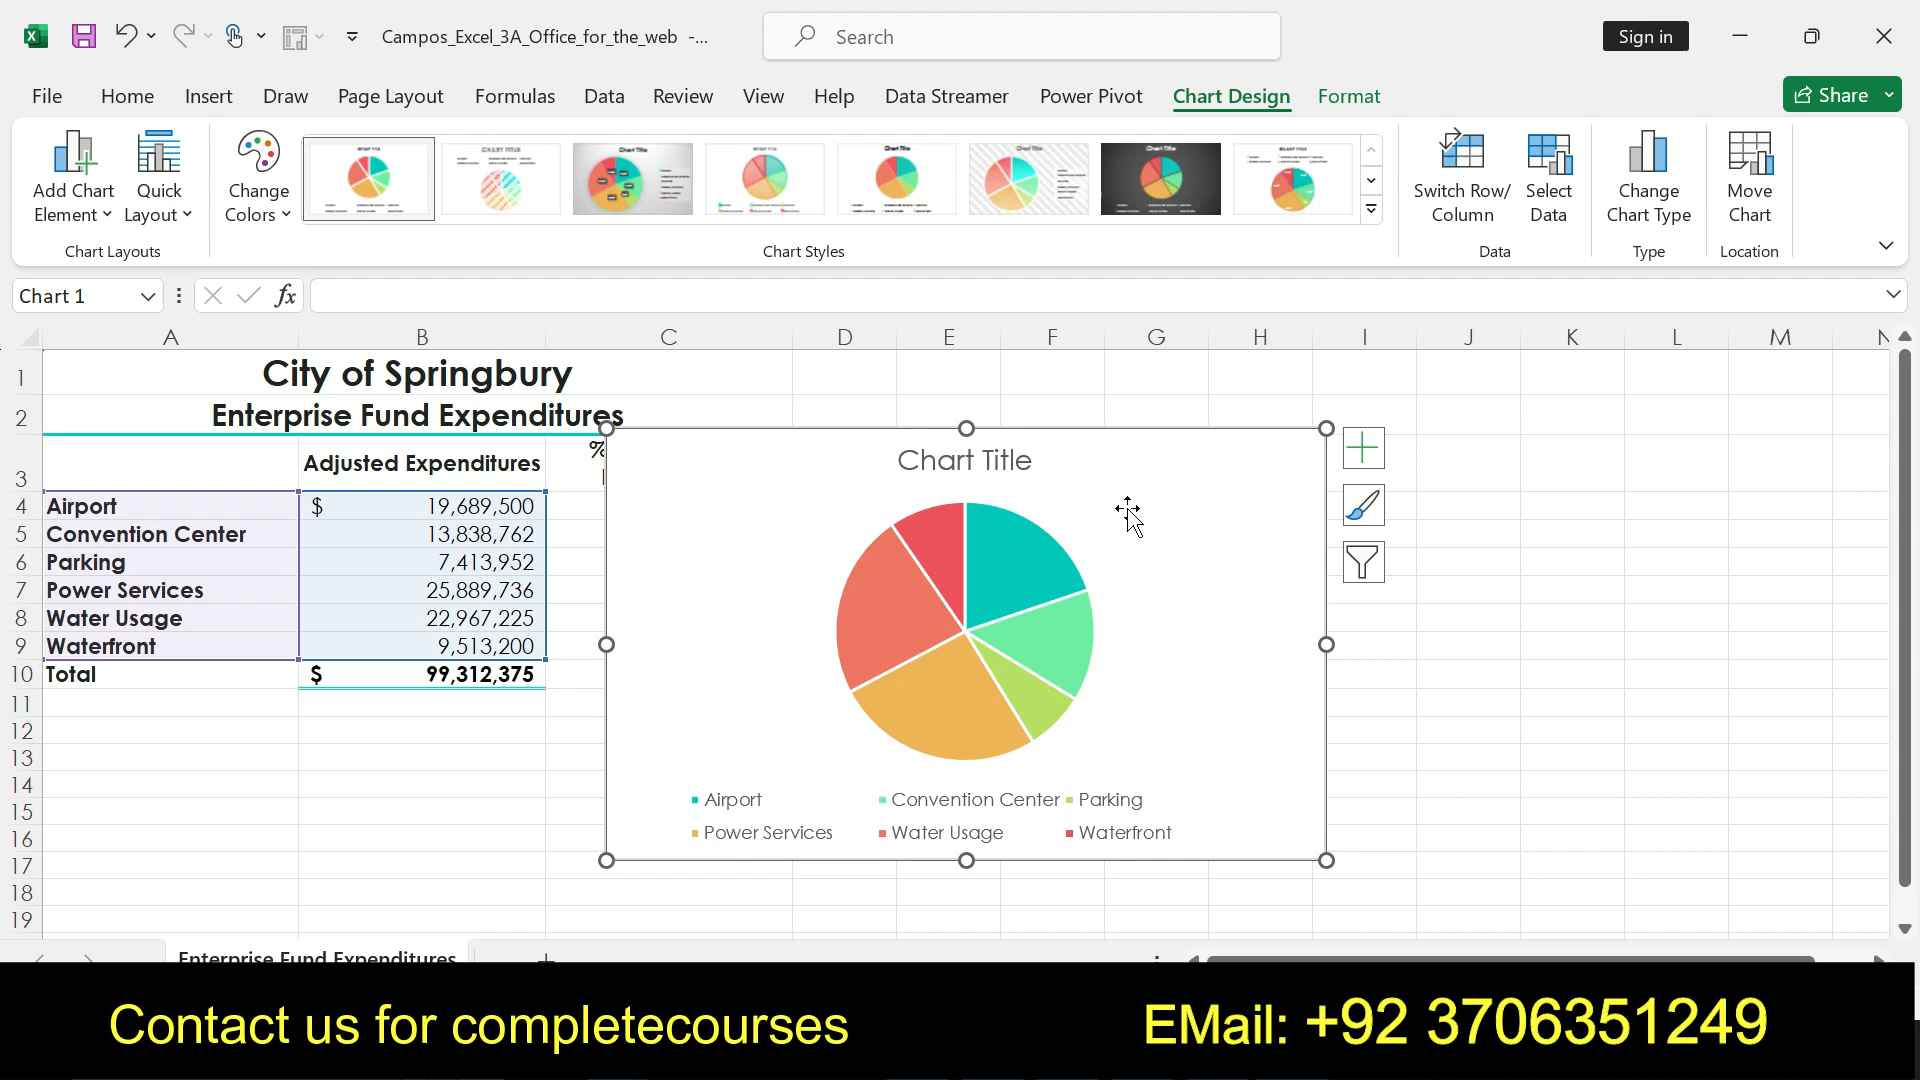 Campos_Excel_3A_Office_for_the_web -...
Search
Sign in
File Home Insert Draw Page Layout Formulas Data Review View Help Data Streamer Power Pivot Chart Design Format
Share
Add Chart Element
Quick Layout
Change Colors
Switch Row/ Column
Select Data
Change Chart Type
Move Chart
Chart Layouts
Chart Styles
Data
Type
Location
Chart 1
fx
A B C D E F G H I J K L M N
1 City of Springbury
2 Enterprise Fund Expenditures
3 Adjusted Expenditures %
4 Airport $ 19,689,500
5 Convention Center 13,838,762
6 Parking 7,413,952
7 Power Services 25,889,736
8 Water Usage 22,967,225
9 Waterfront 9,513,200
10 Total $ 99,312,375
11
12
13
14
15
16
17
18
19
Chart Title
Airport Convention Center Parking
Power Services Water Usage Waterfront
Enterprise Fund Expenditures
Contact us for completecourses
EMail: +92 3706351249